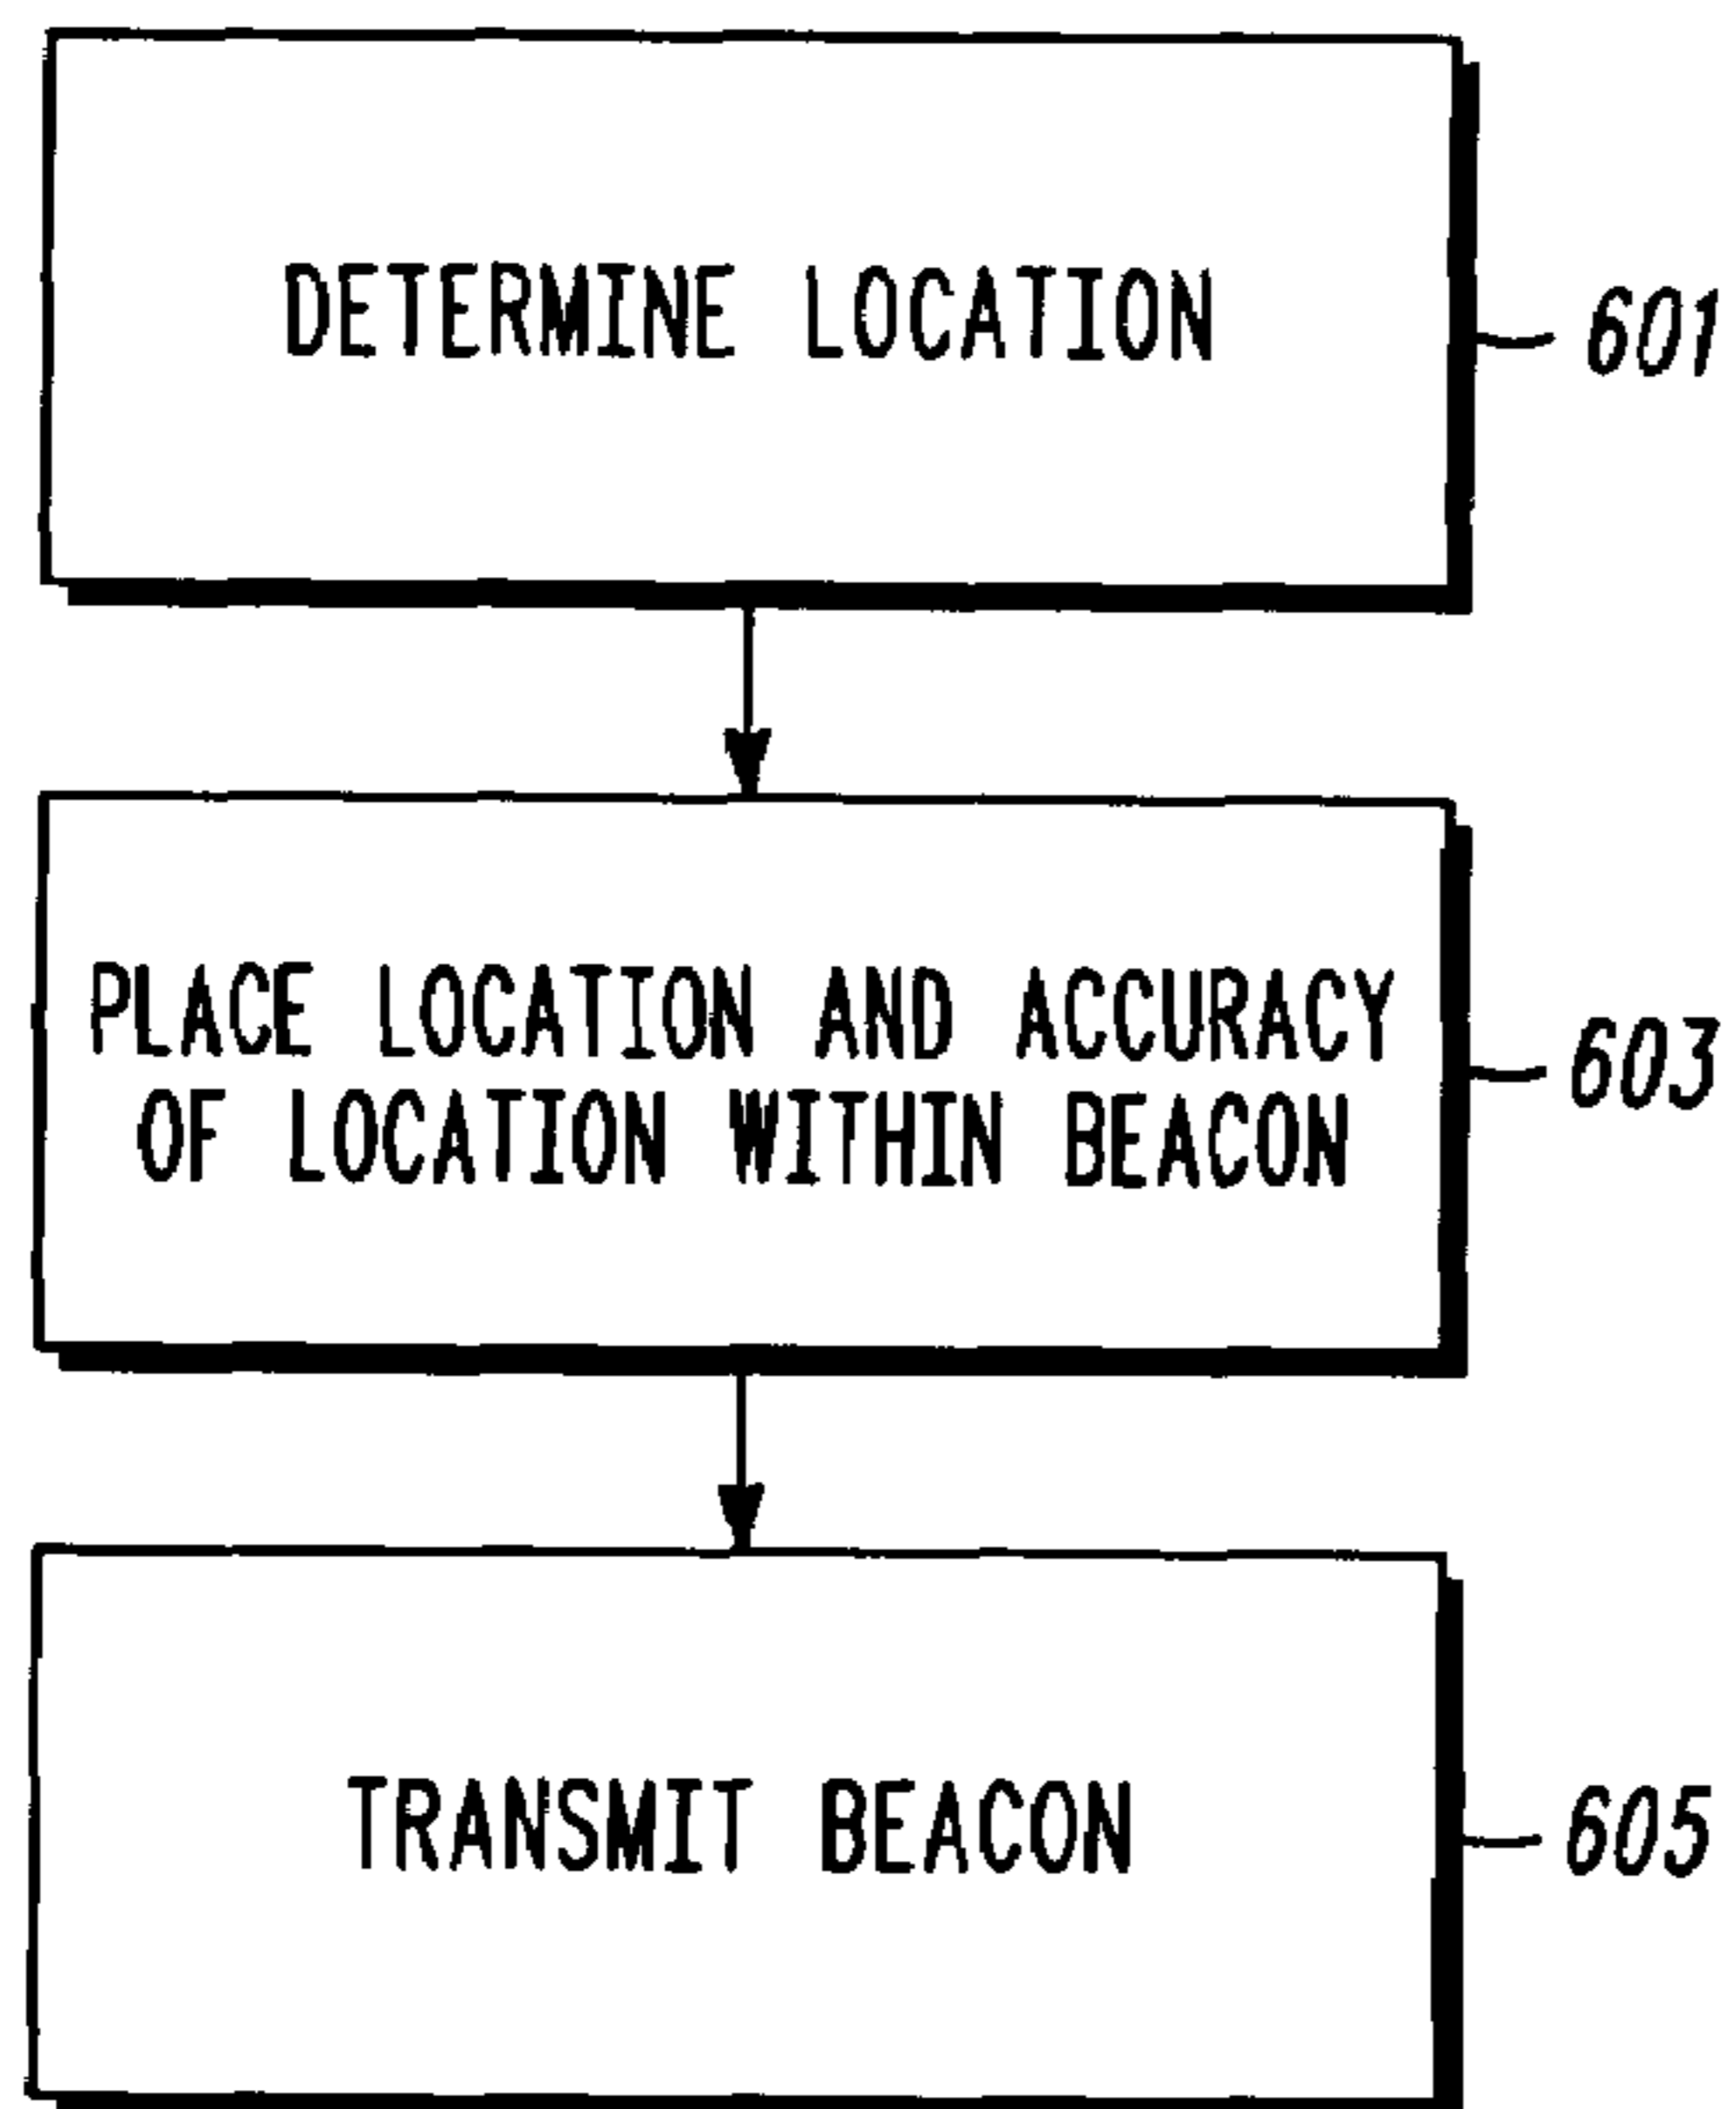 DETERMINE LOCATION
601
PLACE LOCATION AND ACCURACY
OF LOCATION WITHIN BEACON
603
TRANSMIT BEACON
605